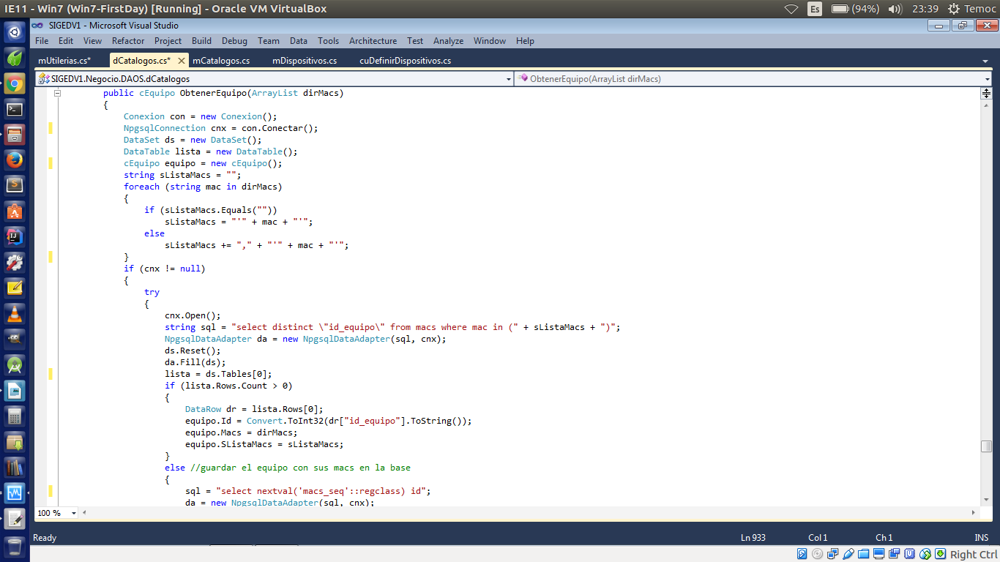 IE11 - Win7 (Win7-FirstDay) [Running] - Oracle VM VirtualBox
Es (94%) 23:39 Temoc
SIGEDV1 - Microsoft Visual Studio
File Edit View Refactor Project Build Debug Team Data Tools Architecture Test Analyze Window Help
mUtilerias.cs* dCatalogos.cs* mCatalogos.cs mDispositivos.cs cuDefinirDispositivos.cs
SIGEDV1.Negocio.DAOS.dCatalogos ObtenerEquipo(ArrayList dirMacs)
public cEquipo ObtenerEquipo(ArrayList dirMacs)
{
Conexion con = new Conexion();
NpgsqlConnection cnx = con.Conectar();
DataSet ds = new DataSet();
DataTable lista = new DataTable();
cEquipo equipo = new cEquipo();
string sListaMacs = "";
foreach (string mac in dirMacs)
{
if (sListaMacs.Equals(""))
sListaMacs = "'" + mac + "'";
else
sListaMacs += "," + "'" + mac + "'";
}
if (cnx != null)
{
try
{
cnx.Open();
string sql = "select distinct \"id_equipo\" from macs where mac in (" + sListaMacs + ")";
NpgsqlDataAdapter da = new NpgsqlDataAdapter(sql, cnx);
ds.Reset();
da.Fill(ds);
lista = ds.Tables[0];
if (lista.Rows.Count > 0)
{
DataRow dr = lista.Rows[0];
equipo.Id = Convert.ToInt32(dr["id_equipo"].ToString());
equipo.Macs = dirMacs;
equipo.SListaMacs = sListaMacs;
}
else //guardar el equipo con sus macs en la base
{
sql = "select nextval('macs_seq'::regclass) id";
da = new NpgsqlDataAdapter(sql, cnx);
100 %
Ready Ln 933 Col 1 Ch 1 INS
Right Ctrl